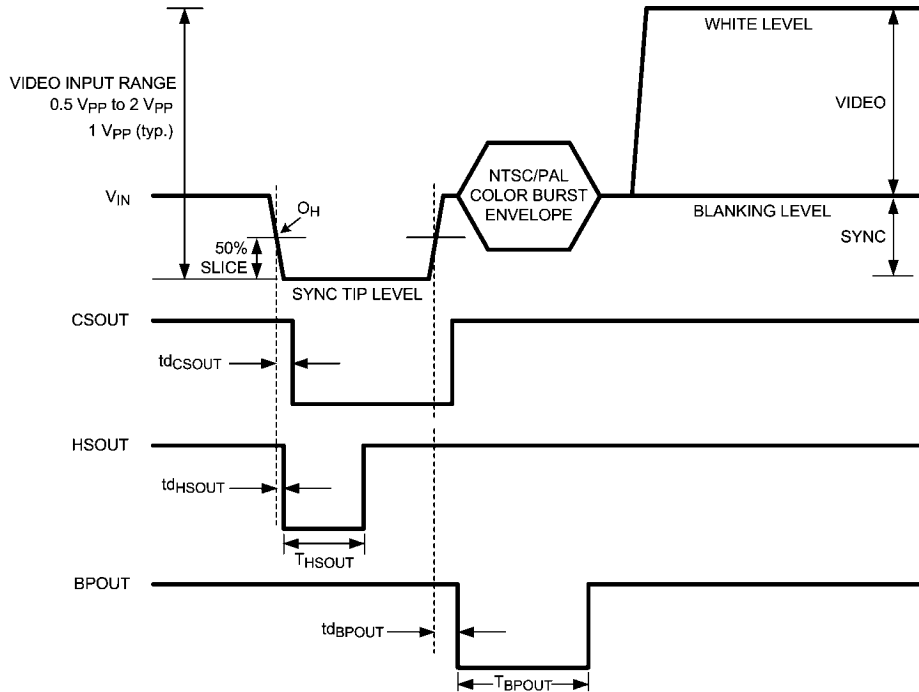 WHITE LEVEL
VIDEO INPUT RANGE
0.5 VPP to 2 VPP
1 VPP (typ.)
VIDEO
NTSC/PAL
COLOR BURST
ENVELOPE
VIN
OH
BLANKING LEVEL
50%
SLICE
SYNC
SYNC TIP LEVEL
CSOUT
tdCSOUT
HSOUT
tdHSOUT
THSOUT
BPOUT
tdBPOUT
TBPOUT